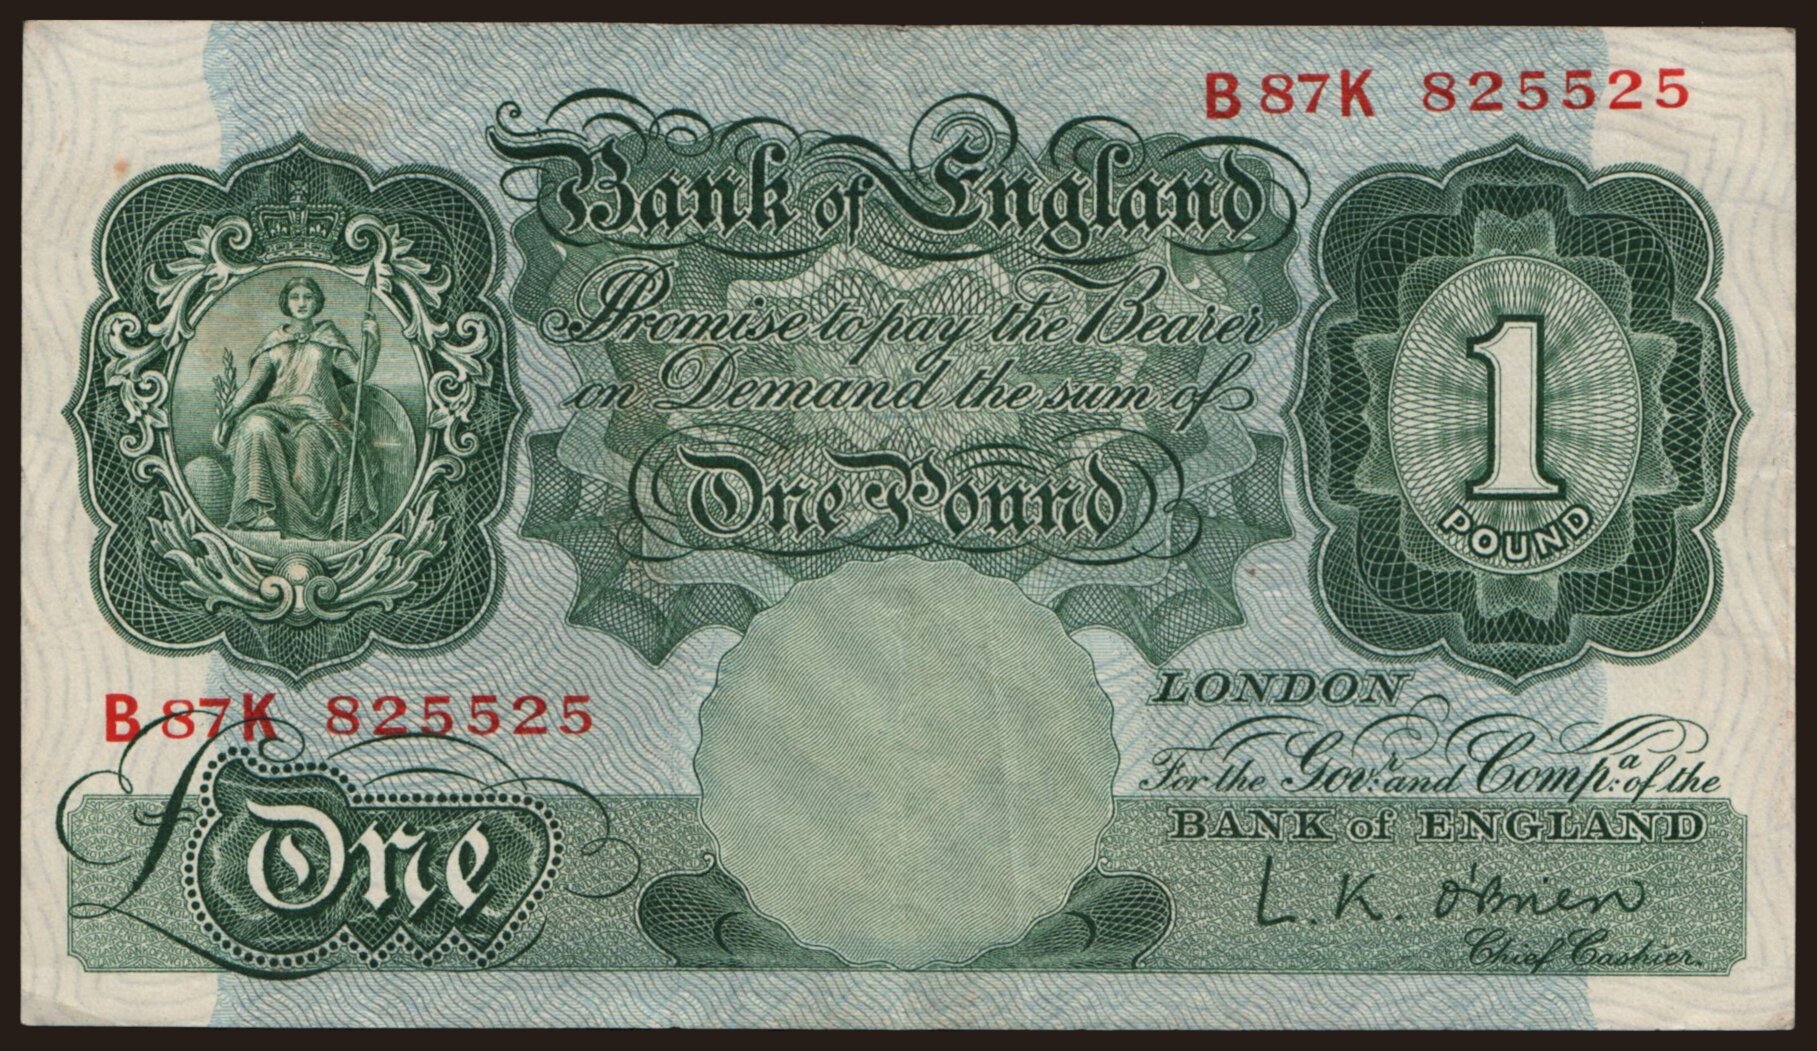 B 87K 825525
Bank of England
Promise to pay the Bearer
on Demand the sum of
One Pound
1
POUND
LONDON
For the Govr. and Compa. of the
BANK of ENGLAND
L. K. O'Brien
Chief Cashier.
B 87K 825525
£ One